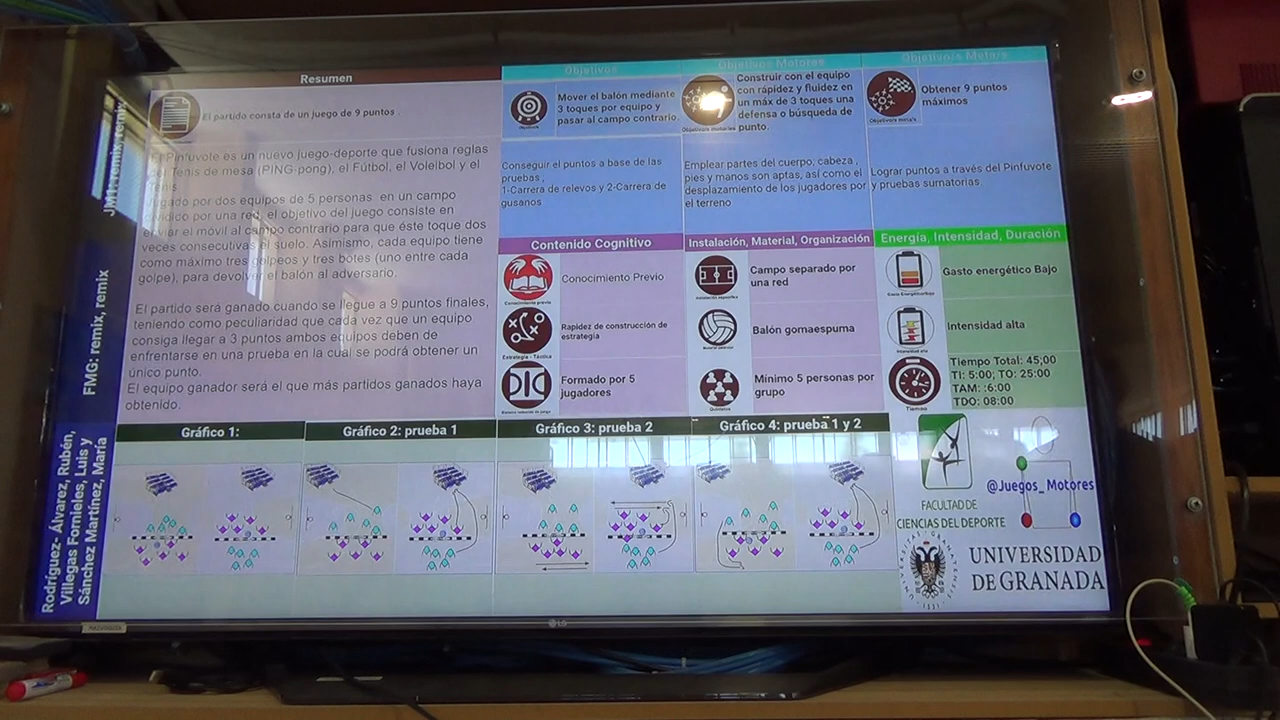 Resumen
El partido consta de un juego de 9 puntos .
El Pinfuvote es un nuevo juego-deporte que fusiona reglas
del Tenis de mesa (PING-pong), el Fútbol, el Voleibol y el
Tenis
Jugado por dos equipos de 5 personas en un campo
dividido por una red, el objetivo del juego consiste en
enviar el móvil al campo contrario para que éste toque dos
veces consecutivas el suelo. Asímismo, cada equipo tiene
como máximo tres golpeos y tres botes (uno entre cada
golpe), para devolver el balón al adversario.
El partido será ganado cuando se llegue a 9 puntos finales,
teniendo como peculiaridad que cada vez que un equipo
consiga llegar a 3 puntos ambos equipos deben de
enfrentarse en una prueba en la cual se podrá obtener un
único punto.
El equipo ganador será el que más partidos ganados haya
obtenido.
Objetivos
Mover el balón mediante
3 toques por equipo y
pasar al campo contrario.
Conseguir el puntos a base de las
pruebas ,
1-Carrera de relevos y 2-Carrera de
gusanos
Objetivos Motores
Construir con el equipo
con rápidez y fluidez en
un máx de 3 toques una
defensa o búsqueda de
punto.
Emplear partes del cuerpo, cabeza ,
pies y manos son aptas, así como el
desplazamiento de los jugadores por
el terreno
Objetivo/s Meta/s
Obtener 9 puntos
máximos
Lograr puntos a través del Pinfuvote
y pruebas sumatorias.
Contenido Cognitivo
Conocimiento previo
Conocimiento Previo
Estrategia - Táctica
Rapidez de construcción de
estrategia
Formado por 5
jugadores
Instalación, Material, Organización
Campo separado por
una red
Balón gomaespuma
Quintetos
Mínimo 5 personas por
grupo
Energía, Intensidad, Duración
Gasto energético Bajo
Intensidad alta
Intensidad alta
Tiempo
Tiempo Total: 45;00
TI: 5:00; TO: 25:00
TAM: :6:00
TDO: 08:00
Gráfico 1:
Gráfico 2: prueba 1
Gráfico 3: prueba 2
Gráfico 4: prueba 1 y 2
JM1: remix, remix
FMG: remix, remix
Rodríguez- Álvarez, Rubén,
Villegas Fornieles, Luis y
Sánchez Martínez, María
FACULTAD DE
CIENCIAS DEL DEPORTE
@Juegos_Motores
UNIVERSIDAD
DE GRANADA
LG